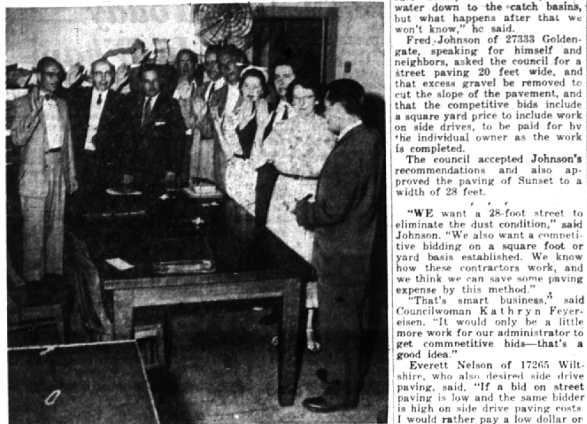 water down to the catch basins,
but what happens after that we
won't know," he said.
Fred Johnson of 27333 Golden-
gate, speaking for himself and
neighbors, asked the council for a
street paving 20 feet wide, and
that excess gravel be removed to
cut the slope of the pavement, and
that the competitive bids include
a square yard price to include work
on side drives, to be paid for by
the individual owner as the work
is completed.
The council accepted Johnson's
recommendations and also ap-
proved the paving of Sunset to a
width of 28 feet.
"WE want a 28-foot street to
eliminate the dust condition," said
Johnson. "We also want a competi-
tive bidding on a square foot or
yard basis established. We know
how these contractors work, and
we think we can save some paving
expense by this method."
"That's smart business," said
Councilwoman Kathryn Feyer-
eisen. "It would only be a little
more work for our administrator to
get commpetitive bids—that's a
good idea."
Everett Nelson of 17265 Wilt-
shire, who also desired side drive
paving, said, "If a bid on street
paving is low and the same bidder
is high on side drive paving costs
I would rather pay a low dollar or